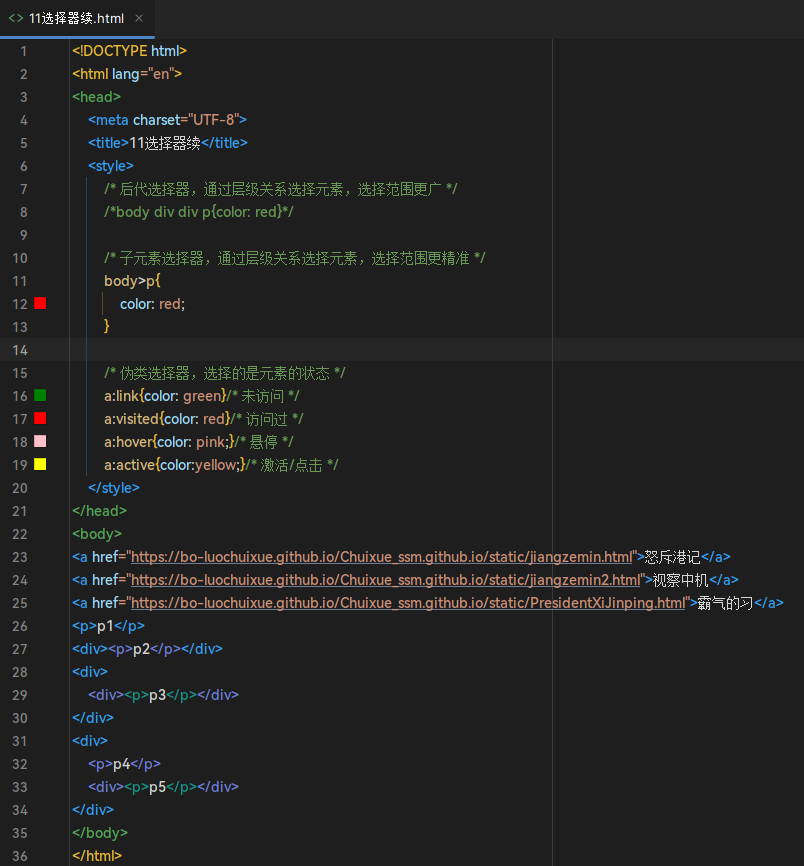 <> 11选择器续.html ×
1 <!DOCTYPE html>
2 <html lang="en">
3 <head>
4 <meta charset="UTF-8">
5 <title>11选择器续</title>
6 <style>
7 /* 后代选择器，通过层级关系选择元素，选择范围更广 */
8 /*body div div p{color: red}*/
9
10 /* 子元素选择器，通过层级关系选择元素，选择范围更精准 */
11 body>p{
12 color: red;
13 }
14
15 /* 伪类选择器，选择的是元素的状态 */
16 a:link{color: green}/* 未访问 */
17 a:visited{color: red}/* 访问过 */
18 a:hover{color: pink;}/* 悬停 */
19 a:active{color:yellow;}/* 激活/点击 */
20 </style>
21 </head>
22 <body>
23 <a href="https://bo-luochuixue.github.io/Chuixue_ssm.github.io/static/jiangzemin.html">怒斥港记</a>
24 <a href="https://bo-luochuixue.github.io/Chuixue_ssm.github.io/static/jiangzemin2.html">视察中机</a>
25 <a href="https://bo-luochuixue.github.io/Chuixue_ssm.github.io/static/PresidentXiJinping.html">霸气的习</a>
26 <p>p1</p>
27 <div><p>p2</p></div>
28 <div>
29 <div><p>p3</p></div>
30 </div>
31 <div>
32 <p>p4</p>
33 <div><p>p5</p></div>
34 </div>
35 </body>
36 </html>